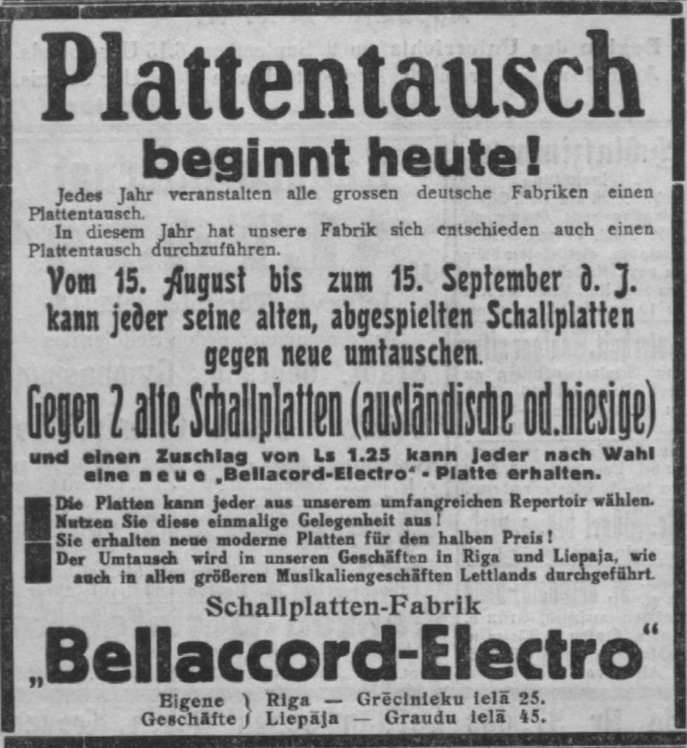 Plattentausch
beginnt heute!
Jedes Jahr veranstalten alle grossen deutsche Fabriken einen
Plattentausch.
In diesem Jahr hat unsere Fabrik sich entschieden auch einen
Plattentausch durchzuführen.
Vom 15. August bis zum 15. September d. J.
kann jeder seine alten, abgespielten Schallplatten
gegen neue umtauschen.
Gegen 2 alte Schallplatten (ausländische od. hiesige)
und einen Zuschlag von Ls 1.25 kann jeder nach Wahl
eine neue „Bellacord-Electro“-Platte erhalten.
Die Platten kann jeder aus unserem umfangreichen Repertoir wählen.
Nutzen Sie diese einmalige Gelegenheit aus!
Sie erhalten neue moderne Platten für den halben Preis!
Der Umtausch wird in unseren Geschäften in Riga und Liepaja, wie
auch in allen größeren Musikaliengeschäften Lettlands durchgeführt.
Schallplatten-Fabrik
„Bellaccord-Electro“
Eigene } Riga — Grēcinieku ielā 25.
Geschäfte } Liepāja — Graudu ielā 45.